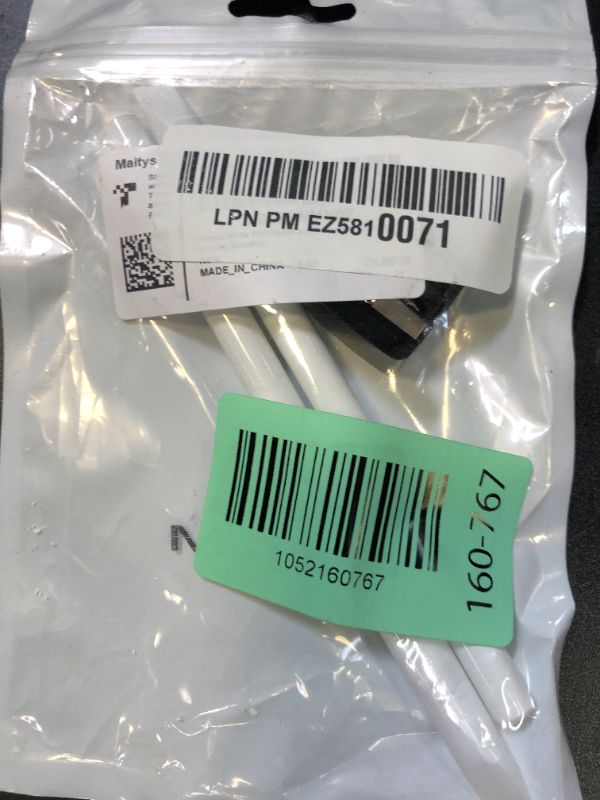 Maitys
LPN PM EZ5810071
MADE_IN_CHINA
1052160767
160-767
N